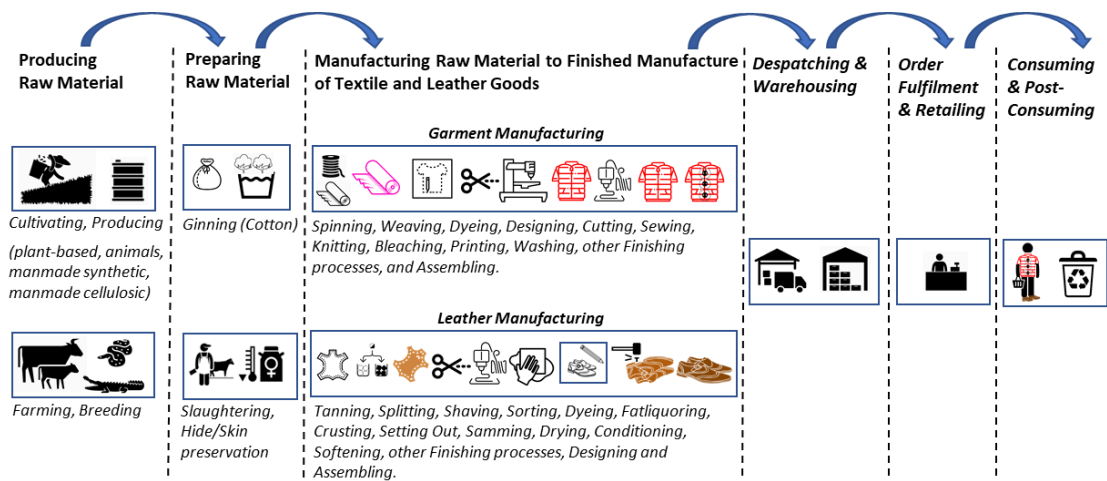 Producing
Raw Material
Preparing
Raw Material
Manufacturing Raw Material to Finished Manufacture
of Textile and Leather Goods
Despatching &
Warehousing
Order
Fulfilment
& Retailing
Consuming
& Post-
Consuming
Garment Manufacturing
Cultivating, Producing
(plant-based, animals,
manmade synthetic,
manmade cellulosic)
Ginning (Cotton)
Spinning, Weaving, Dyeing, Designing, Cutting, Sewing,
Knitting, Bleaching, Printing, Washing, other Finishing
processes, and Assembling.
Leather Manufacturing
Farming, Breeding
Slaughtering,
Hide/Skin
preservation
Tanning, Splitting, Shaving, Sorting, Dyeing, Fatliquoring,
Crusting, Setting Out, Samming, Drying, Conditioning,
Softening, other Finishing processes, Designing and
Assembling.